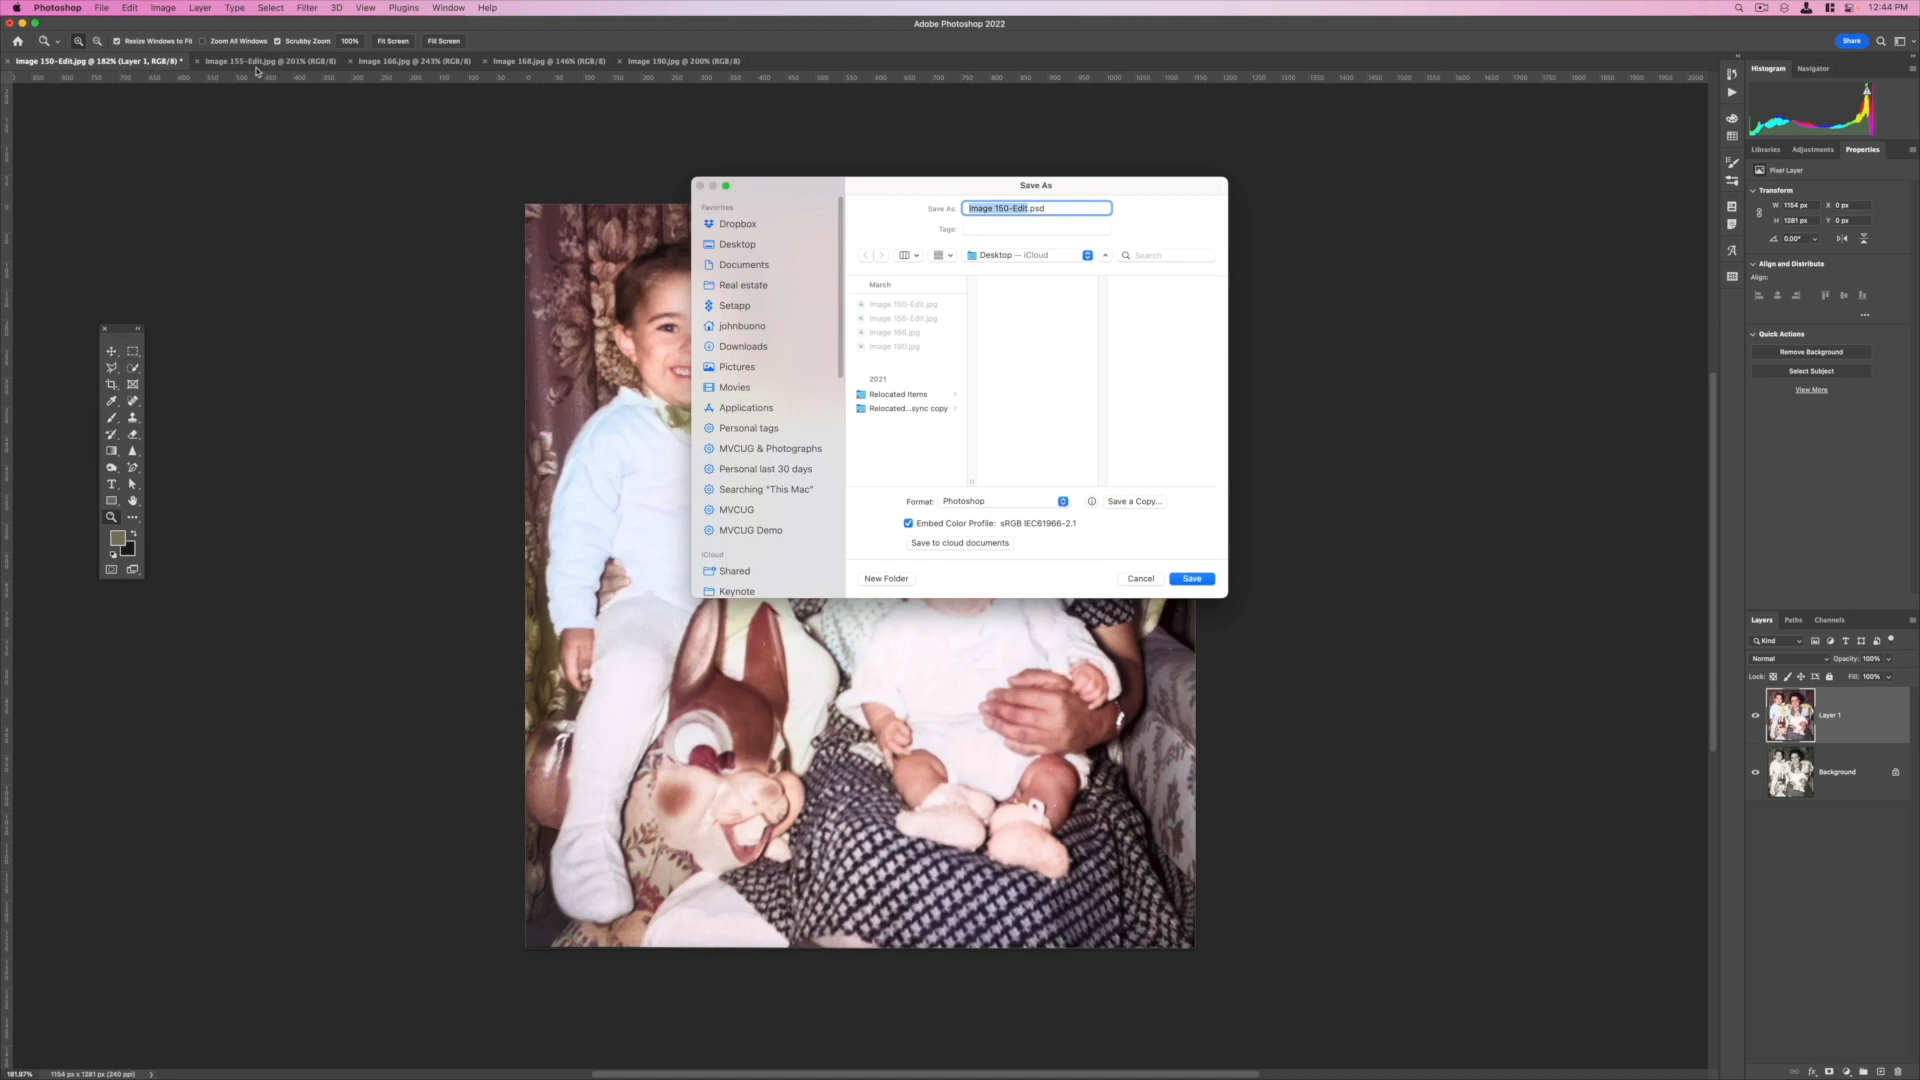 Photoshop File Edit Image Layer Type Select Filter 3D View Plugins Window Help 12:44 PM
Adobe Photoshop 2022
Resize Windows to Fit Zoom All Windows Scrubby Zoom 100% Fit Screen Fill Screen Share
Image 150-Edit.jpg @ 182% (Layer 1, RGB/8) * Image 155-Edit.jpg @ 201% (RGB/8) Image 166.jpg @ 243% (RGB/8) Image 168.jpg @ 146% (RGB/8) Image 190.jpg @ 200% (RGB/8)
Histogram Navigator
Libraries Adjustments Properties
Pixel Layer
Transform
W 1154 px X 0 px
H 1281 px Y 0 px
0.00°
Align and Distribute
Align:
Quick Actions
Remove Background
Select Subject
View More
Save As
Save As: Image 150-Edit.psd
Tags:
Desktop — iCloud
Search
Favorites
Dropbox
Desktop
Documents
Real estate
Setapp
johnbuono
Downloads
Pictures
Movies
Applications
Personal tags
MVCUG & Photographs
Personal last 30 days
Searching “This Mac”
MVCUG
MVCUG Demo
iCloud
Shared
Keynote
March
Image 150-Edit.jpg
Image 155-Edit.jpg
Image 166.jpg
Image 190.jpg
2021
Relocated Items
Relocated...sync copy
Format: Photoshop
Save a Copy...
Embed Color Profile: sRGB IEC61966-2.1
Save to cloud documents
New Folder Cancel Save
Layers Paths Channels
Kind
Normal Opacity: 100%
Lock: Fill: 100%
Layer 1
Background
181.97% 1154 px x 1281 px (240 ppi)